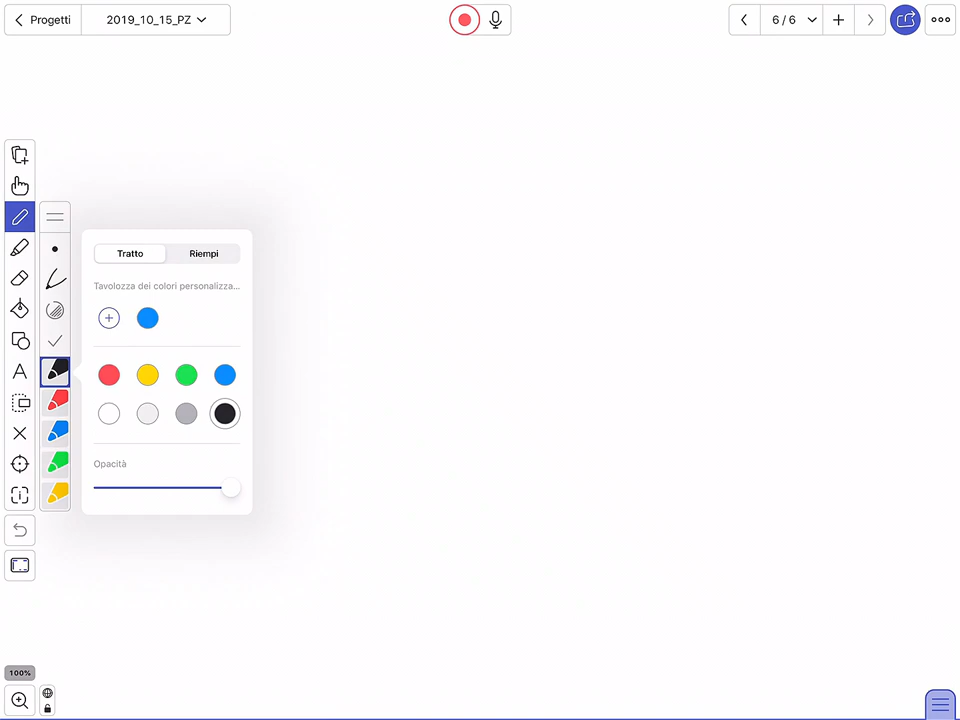 Progetti
2019_10_15_PZ
6 / 6
Tratto
Riempi
Tavolozza dei colori personalizza...
A
Opacità
100%